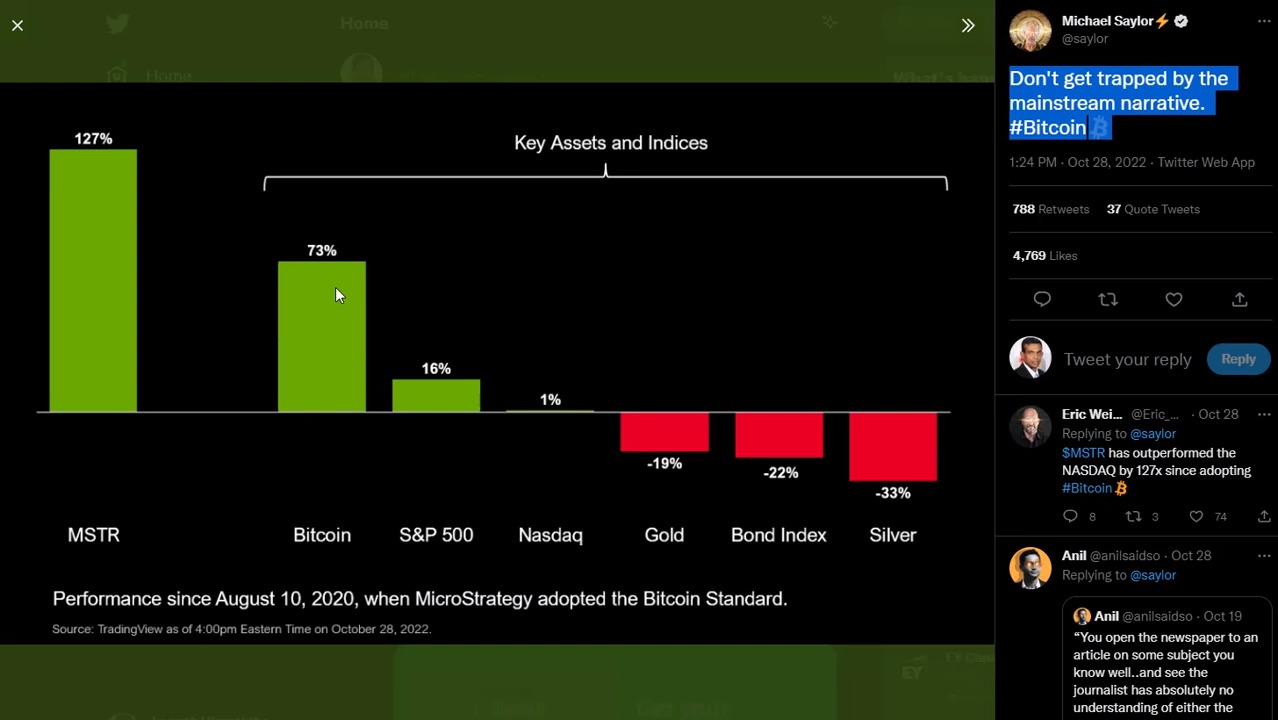 Home
Home
127%
Key Assets and Indices
73%
16%
1%
-19%
-22%
-33%
MSTR
Bitcoin
S&P 500
Nasdaq
Gold
Bond Index
Silver
Performance since August 10, 2020, when MicroStrategy adopted the Bitcoin Standard.
Source: TradingView as of 4:00pm Eastern Time on October 28, 2022.
EY
Michael Saylor⚡
@saylor
Don't get trapped by the
mainstream narrative.
#Bitcoin
1:24 PM · Oct 28, 2022 · Twitter Web App
788 Retweets 37 Quote Tweets
4,769 Likes
Tweet your reply
Reply
Eric Wei... @Eric_... · Oct 28
Replying to @saylor
$MSTR has outperformed the
NASDAQ by 127x since adopting
#Bitcoin
8 3 74
Anil @anilsaidso · Oct 28
Replying to @saylor
Anil @anilsaidso · Oct 19
“You open the newspaper to an
article on some subject you
know well..and see the
journalist has absolutely no
understanding of either the